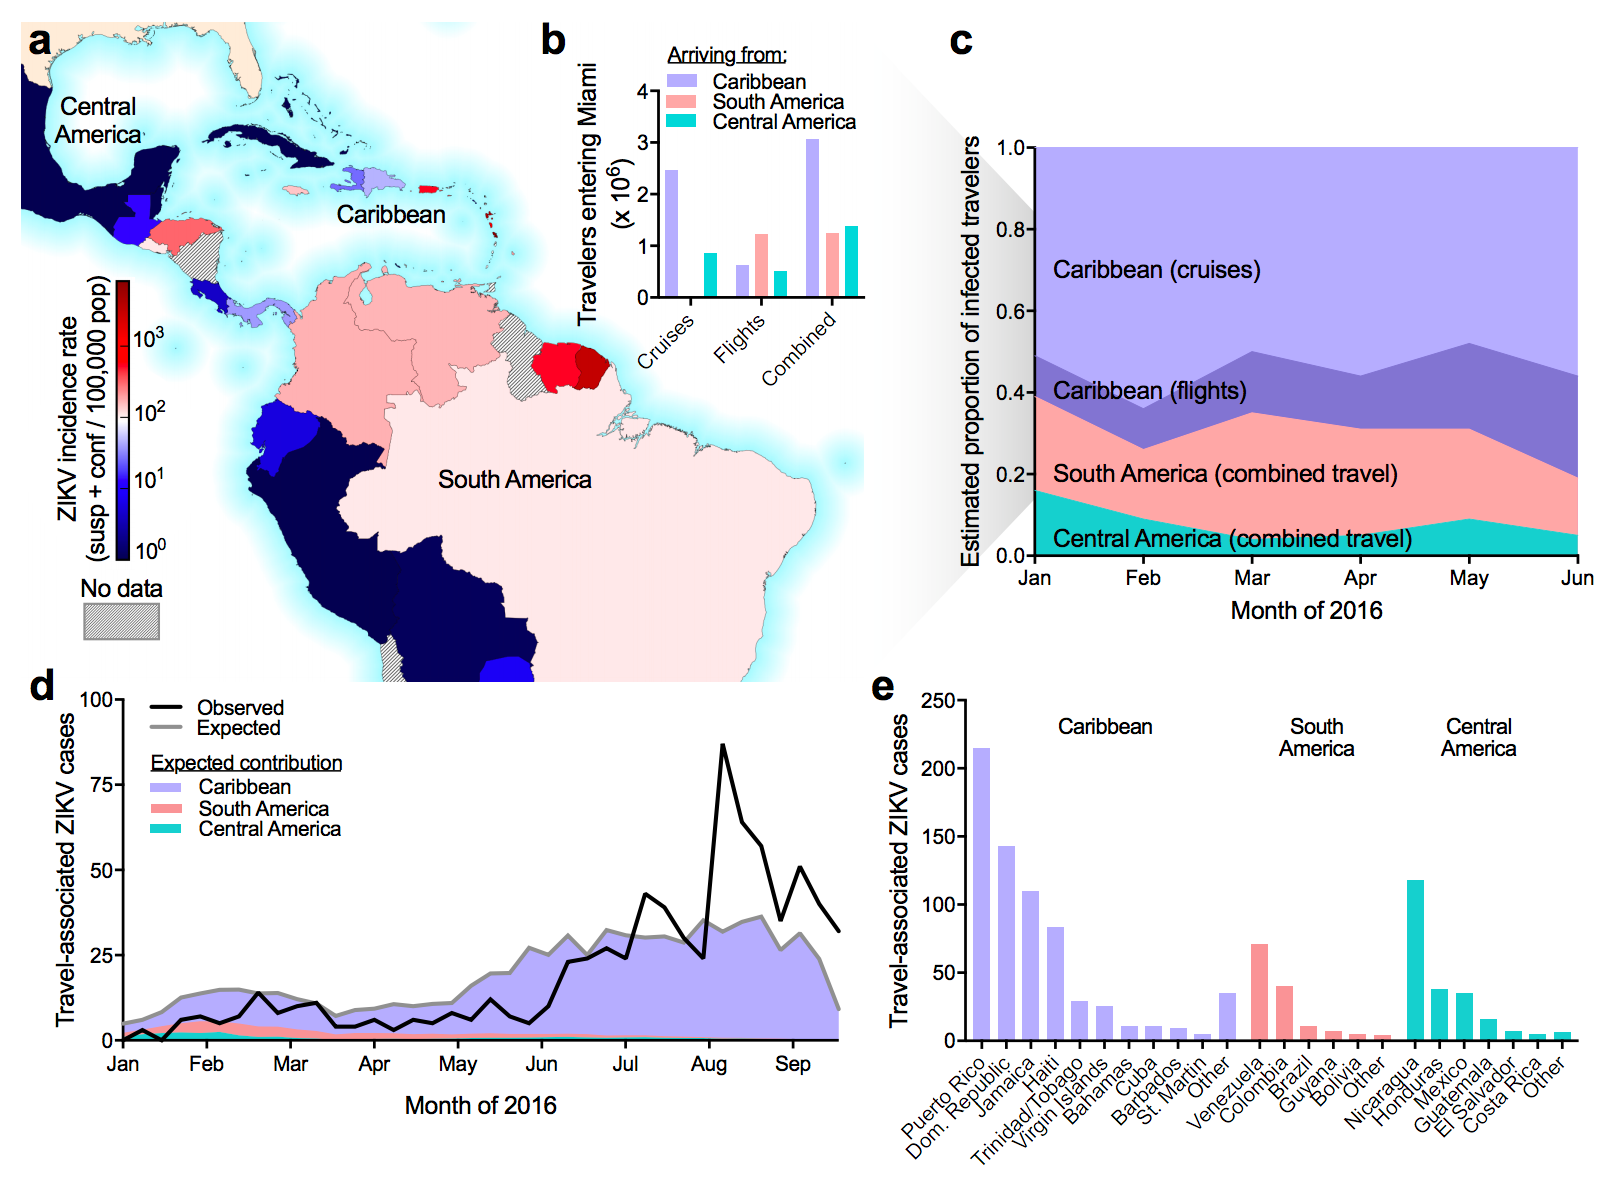 a
Central
America
Caribbean
South America
ZIKV incidence rate
(susp + conf / 100,000 pop)
10³
10²
10¹
10⁰
No data
b
Arriving from:
Caribbean
South America
Central America
Travelers entering Miami
(x 10⁶)
4
3
2
1
0
Cruises
Flights
Combined
c
Estimated proportion of infected travelers
1.0
0.8
0.6
0.4
0.2
0.0
Caribbean (cruises)
Caribbean (flights)
South America (combined travel)
Central America (combined travel)
Jan
Feb
Mar
Apr
May
Jun
Month of 2016
d
Travel-associated ZIKV cases
100
75
50
25
0
Observed
Expected
Expected contribution
Caribbean
South America
Central America
Jan
Feb
Mar
Apr
May
Jun
Jul
Aug
Sep
Month of 2016
e
Travel-associated ZIKV cases
250
200
150
100
50
0
Caribbean
South
America
Central
America
Puerto Rico
Dom. Republic
Jamaica
Haiti
Trinidad/Tobago
Virgin Islands
Bahamas
Cuba
Barbados
St. Martin
Other
Venezuela
Colombia
Brazil
Guyana
Bolivia
Other
Nicaragua
Honduras
Mexico
Guatemala
El Salvador
Costa Rica
Other